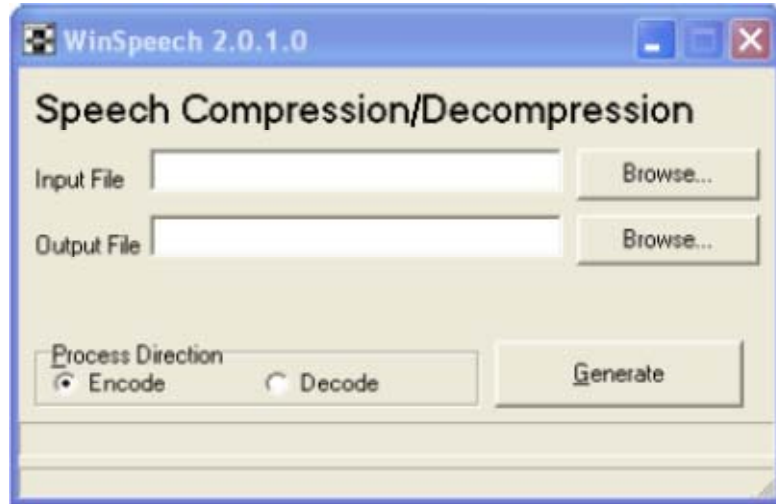 WinSpeech 2.0.1.0
Speech Compression/Decompression
Input File
Browse...
Output File
Browse...
Process Direction
Encode
Decode
Generate